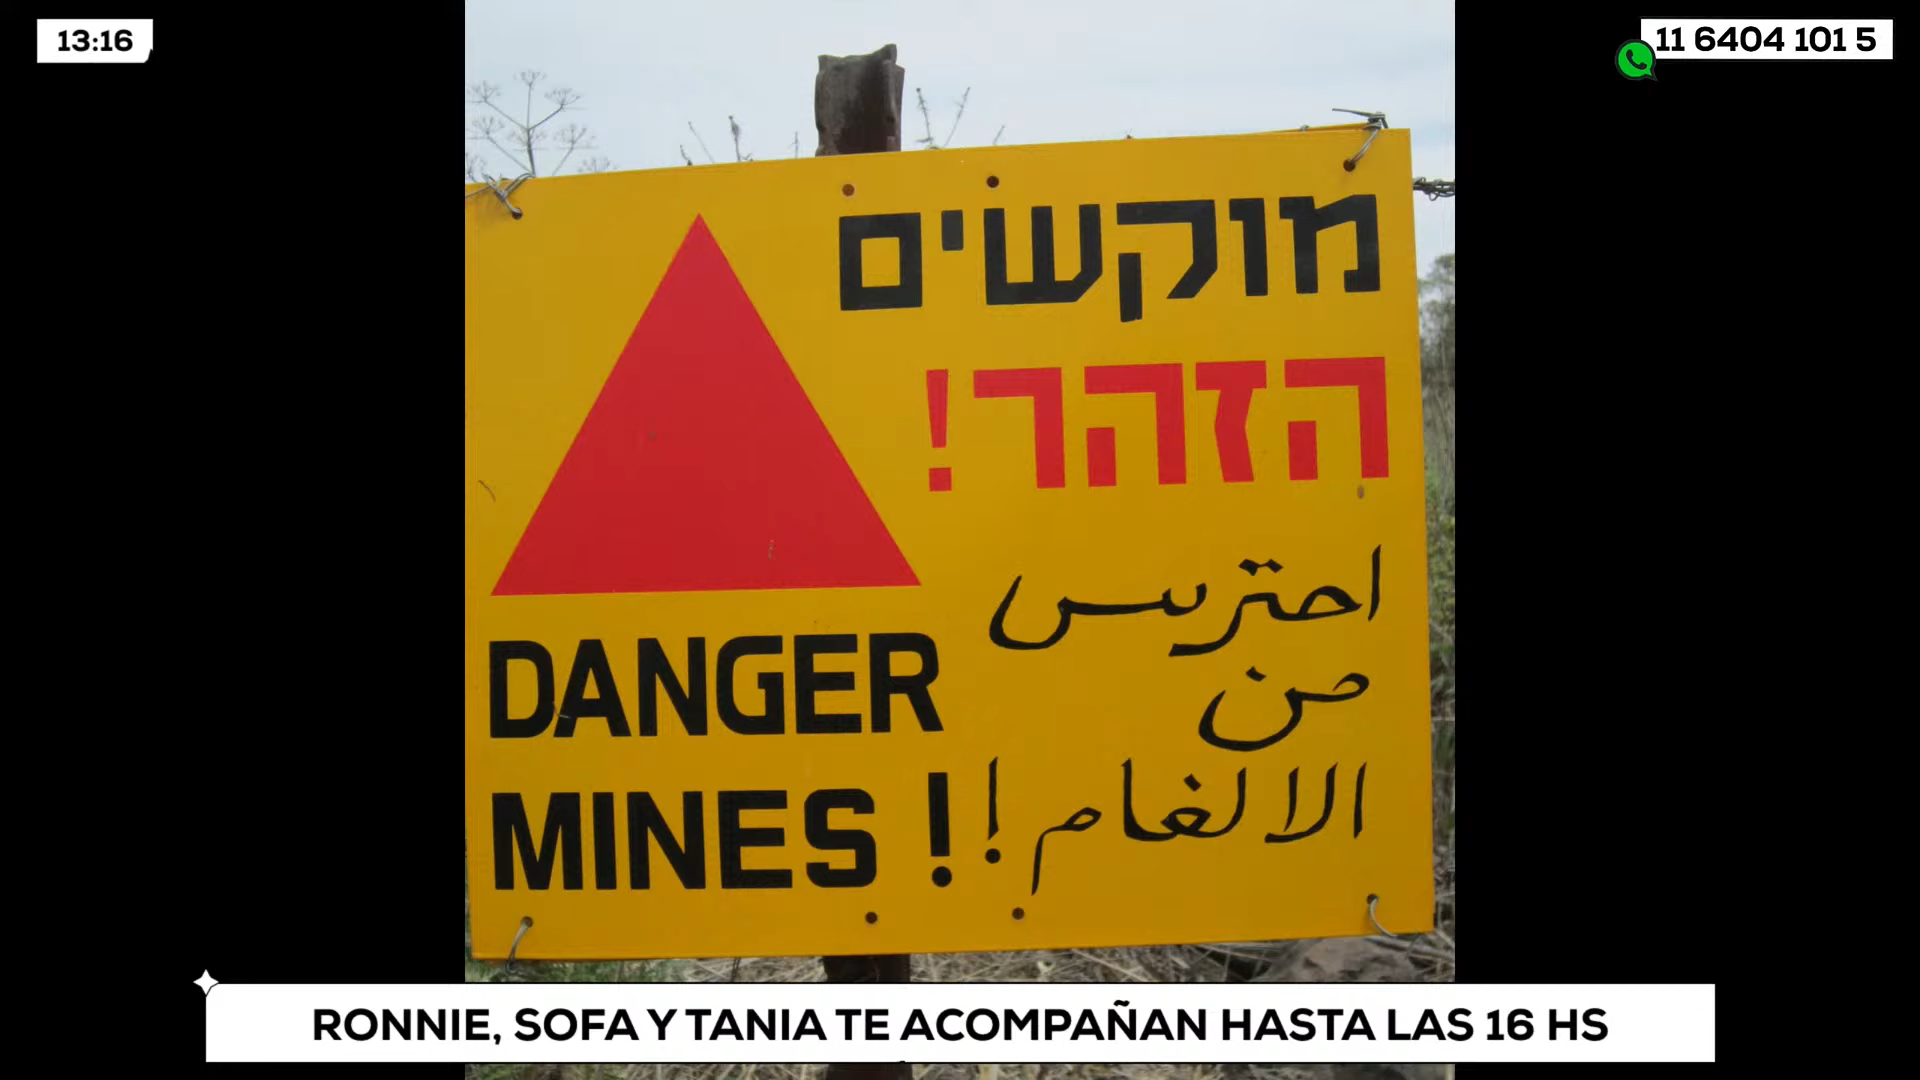 13:16
11 6404 101 5
מוקשים
הזהר!
احتريس
من
الالغام!
DANGER
MINES!
RONNIE, SOFA Y TANIA TE ACOMPAÑAN HASTA LAS 16 HS